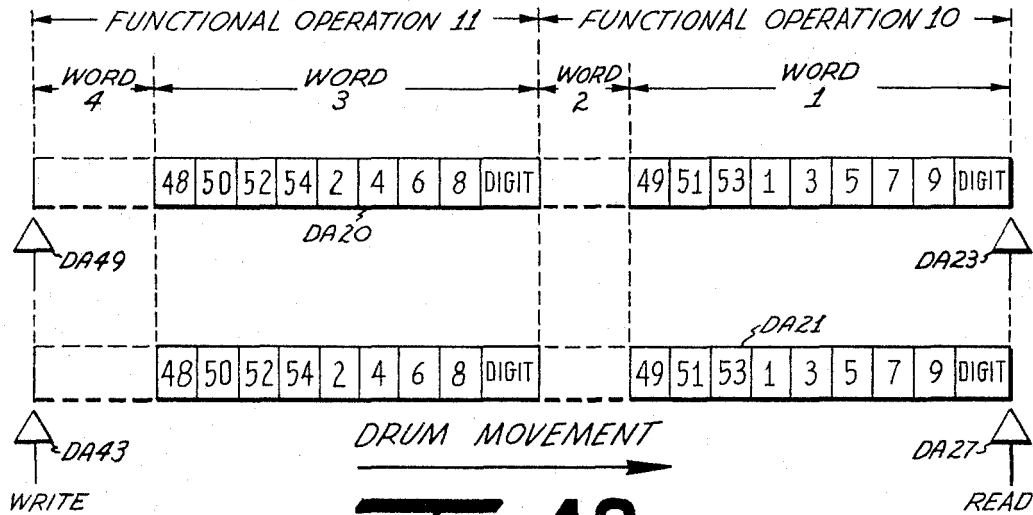 FUNCTIONAL OPERATION 11 FUNCTIONAL OPERATION 10
WORD 4 WORD 3 WORD 2 WORD 1
48 50 52 54 2 4 6 8 DIGIT 49 51 53 1 3 5 7 9 DIGIT
DA20
DA49 DA23
DA21
48 50 52 54 2 4 6 8 DIGIT 49 51 53 1 3 5 7 9 DIGIT
DRUM MOVEMENT
DA43 DA27
WRITE READ